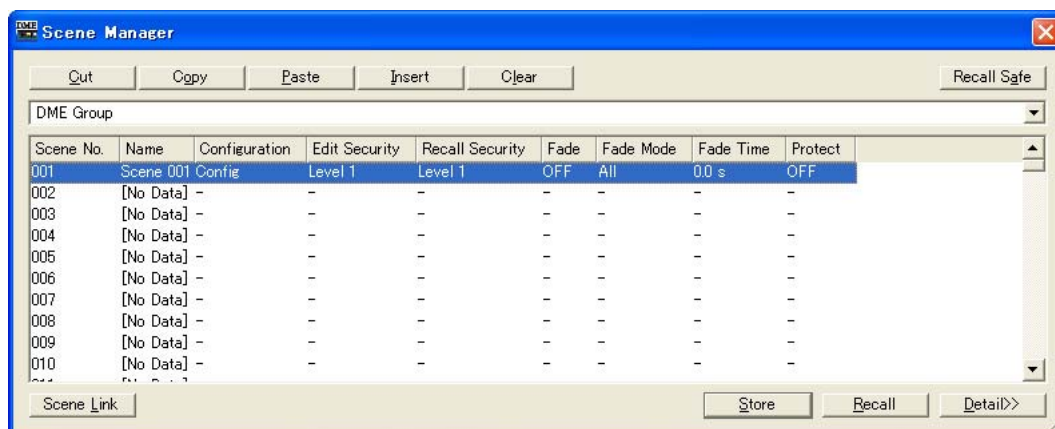 Scene Manager
Cut Copy Paste Insert Clear Recall Safe
DME Group
Scene No. Name Configuration Edit Security Recall Security Fade Fade Mode Fade Time Protect
001 Scene 001 Config Level 1 Level 1 OFF All 0.0 s OFF
002 [No Data] - - - - - - -
003 [No Data] - - - - - - -
004 [No Data] - - - - - - -
005 [No Data] - - - - - - -
006 [No Data] - - - - - - -
007 [No Data] - - - - - - -
008 [No Data] - - - - - - -
009 [No Data] - - - - - - -
010 [No Data] - - - - - - -
Scene Link Store Recall Detail>>